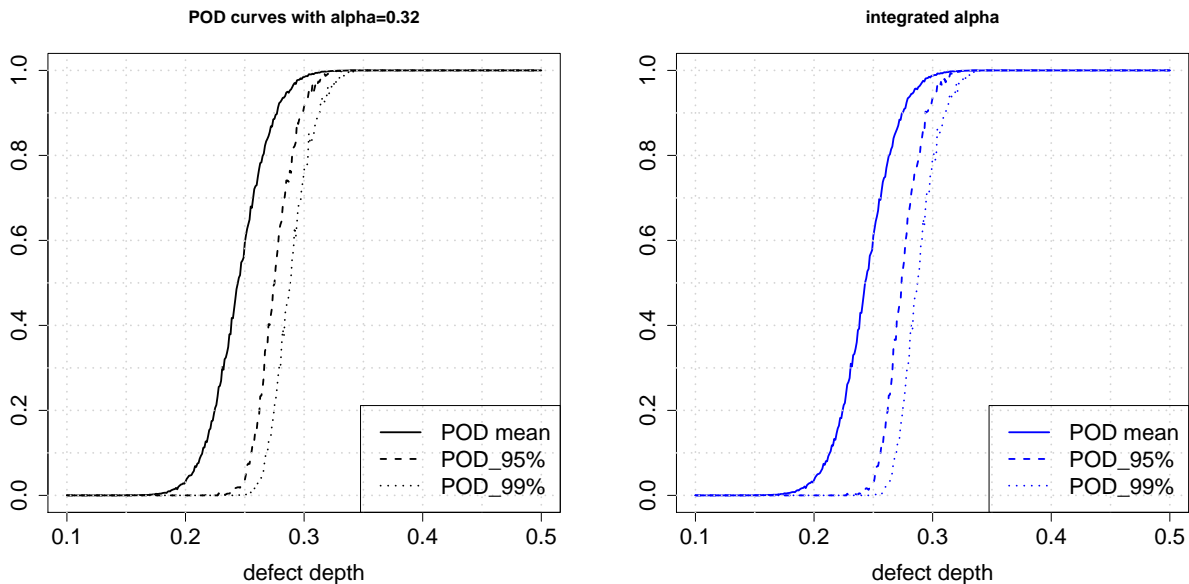 POD curves with alpha=0.32
1.0
0.8
0.6
0.4
0.2
0.0
POD mean
POD_95%
POD_99%
0.1 0.2 0.3 0.4 0.5
defect depth
integrated alpha
1.0
0.8
0.6
0.4
0.2
0.0
POD mean
POD_95%
POD_99%
0.1 0.2 0.3 0.4 0.5
defect depth